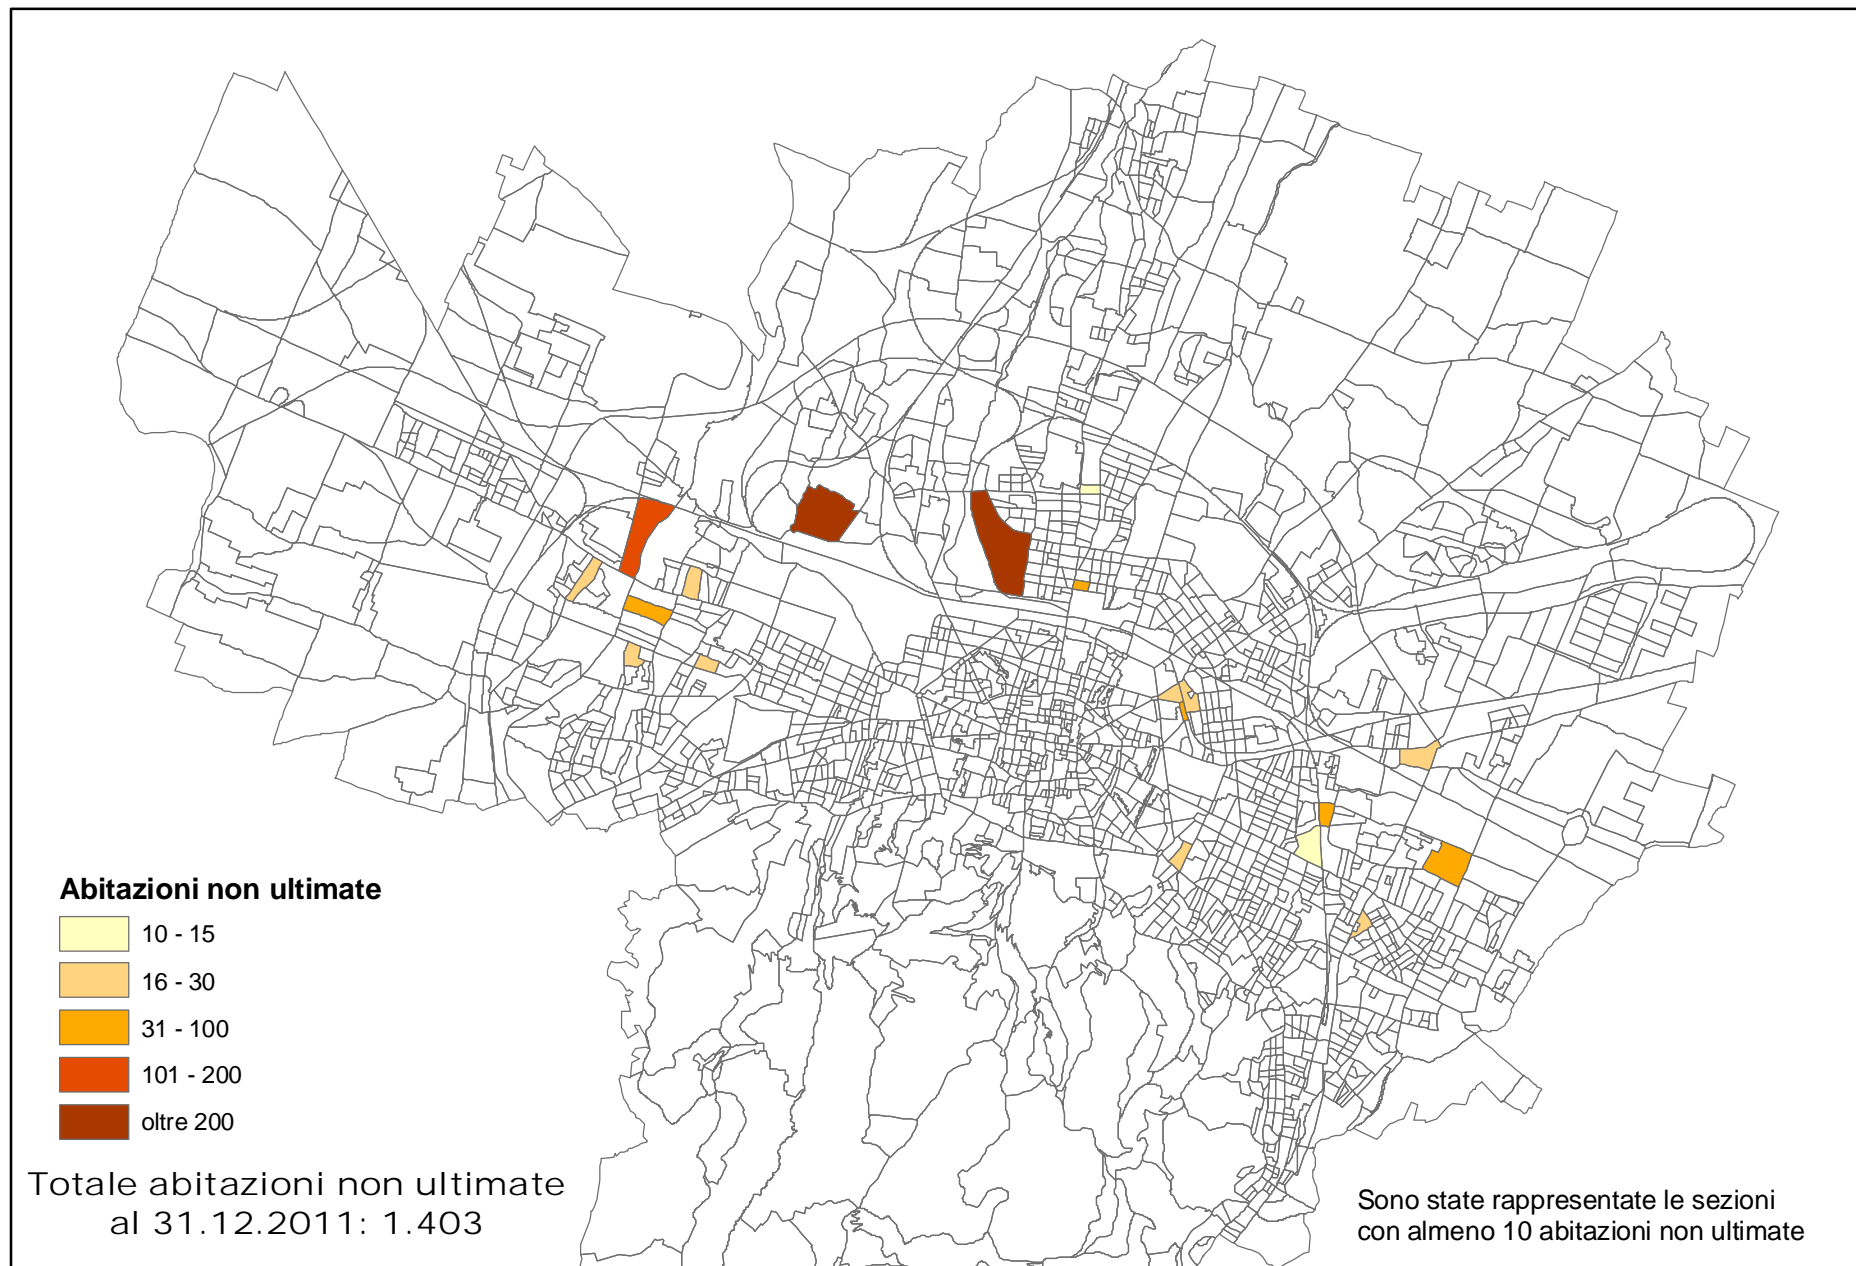 Abitazioni non ultimate
10 - 15
16 - 30
31 - 100
101 - 200
oltre 200
Totale abitazioni non ultimate
al 31.12.2011: 1.403
Sono state rappresentate le sezioni
con almeno 10 abitazioni non ultimate